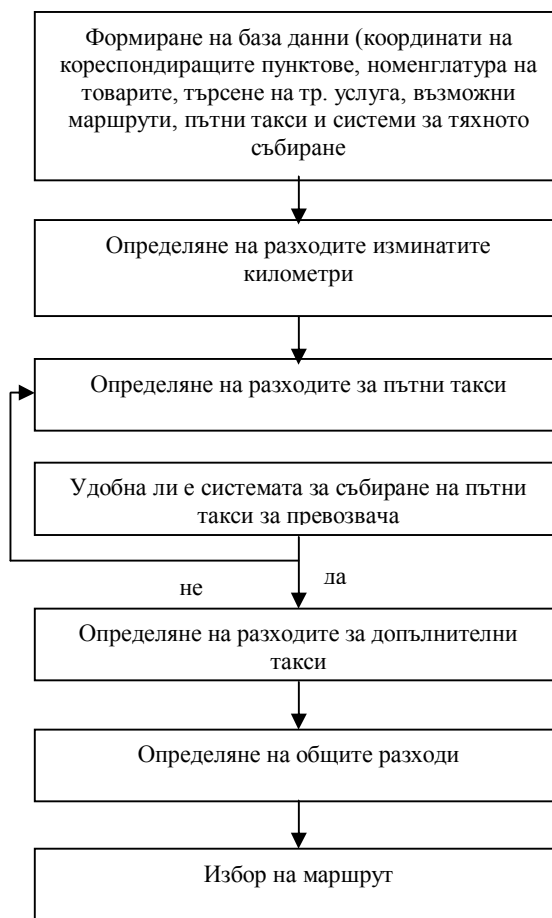 Формиране на база данни (координати на
кореспондиращите пунктове, номенглатура на
товарите, търсене на тр. услуга, възможни
маршрути, пътни такси и системи за тяхното
събиране
Определяне на разходите изминатите
километри
Определяне на разходите за пътни такси
Удобна ли е системата за събиране на пътни
такси за превозвача
не
да
Определяне на разходите за допълнителни
такси
Определяне на общите разходи
Избор на маршрут